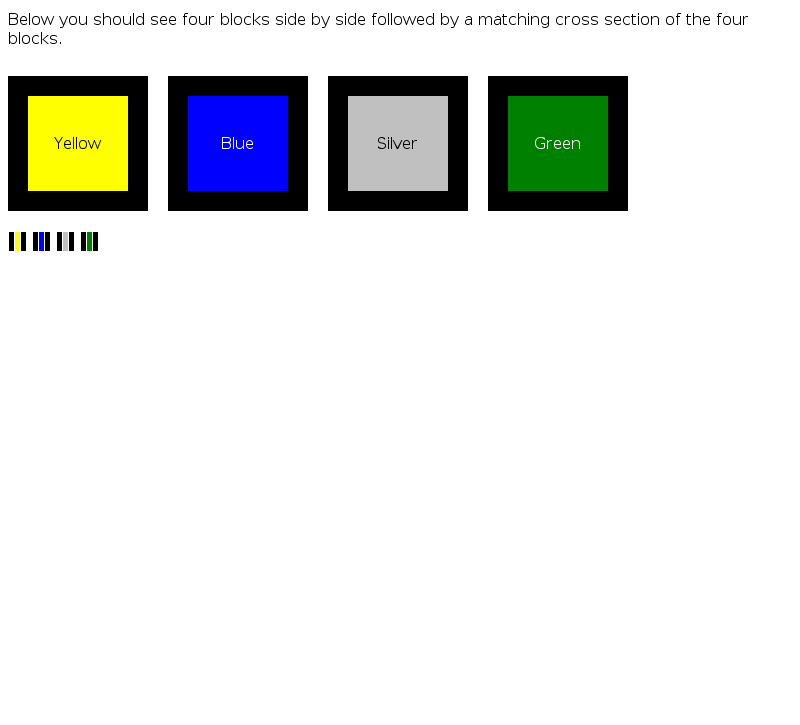 Below you should see four blocks side by side followed by a matching cross section of the four
blocks.
Yellow Blue Silver Green